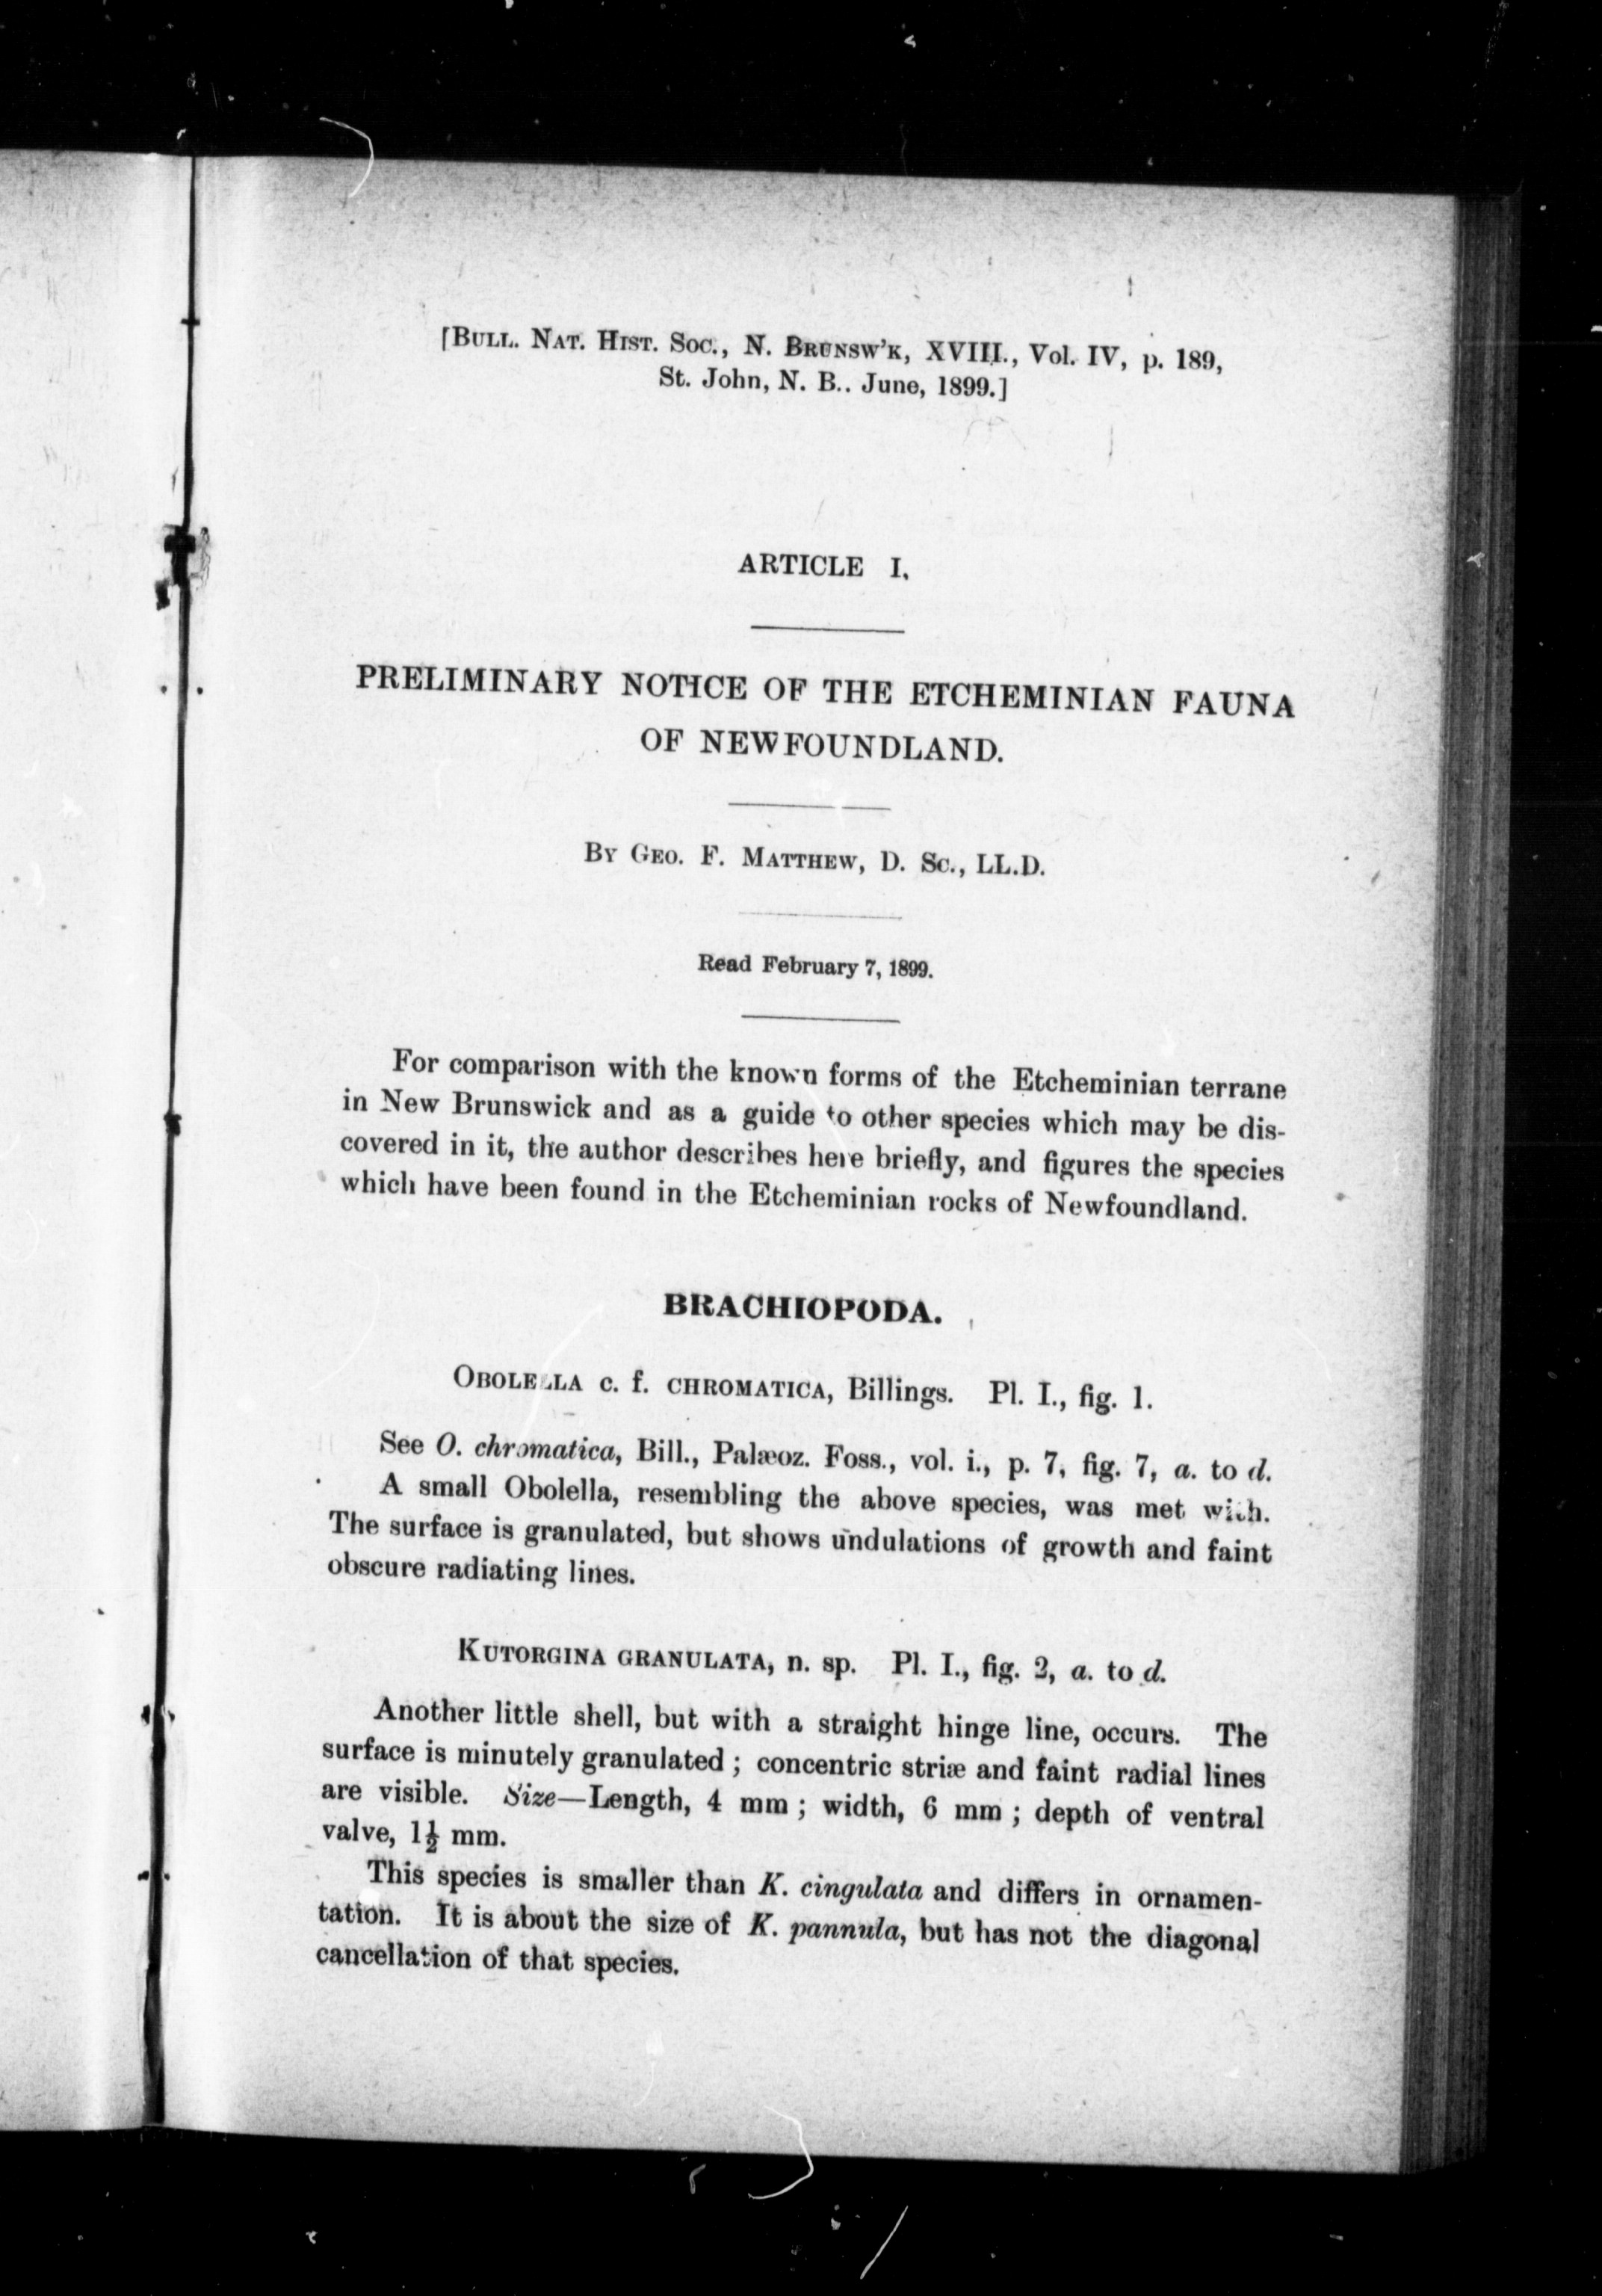 [BULL. NAT. HIST. SOC., N. BRUNSW'K, XVIII., Vol. IV, p. 189,
St. John, N. B.. June, 1899.]
ARTICLE I.
PRELIMINARY NOTICE OF THE ETCHEMINIAN FAUNA
OF NEWFOUNDLAND.
BY GEO. F. MATTHEW, D. SC., LL.D.
Read February 7, 1899.
For comparison with the known forms of the Etcheminian terrane
in New Brunswick and as a guide to other species which may be dis-
covered in it, the author describes here briefly, and figures the species
which have been found in the Etcheminian rocks of Newfoundland.
BRACHIOPODA.
OBOLELLA c. f. CHROMATICA, Billings. Pl. I., fig. 1.
See O. chromatica, Bill., Palæoz. Foss., vol. i., p. 7, fig. 7, a. to d.
A small Obolella, resembling the above species, was met with.
The surface is granulated, but shows undulations of growth and faint
obscure radiating lines.
KUTORGINA GRANULATA, n. sp. Pl. I., fig. 2, a. to d.
Another little shell, but with a straight hinge line, occurs. The
surface is minutely granulated ; concentric striæ and faint radial lines
are visible. Size—Length, 4 mm ; width, 6 mm ; depth of ventral
valve, 1½ mm.
This species is smaller than K. cingulata and differs in ornamen-
tation. It is about the size of K. pannula, but has not the diagonal
cancellation of that species.